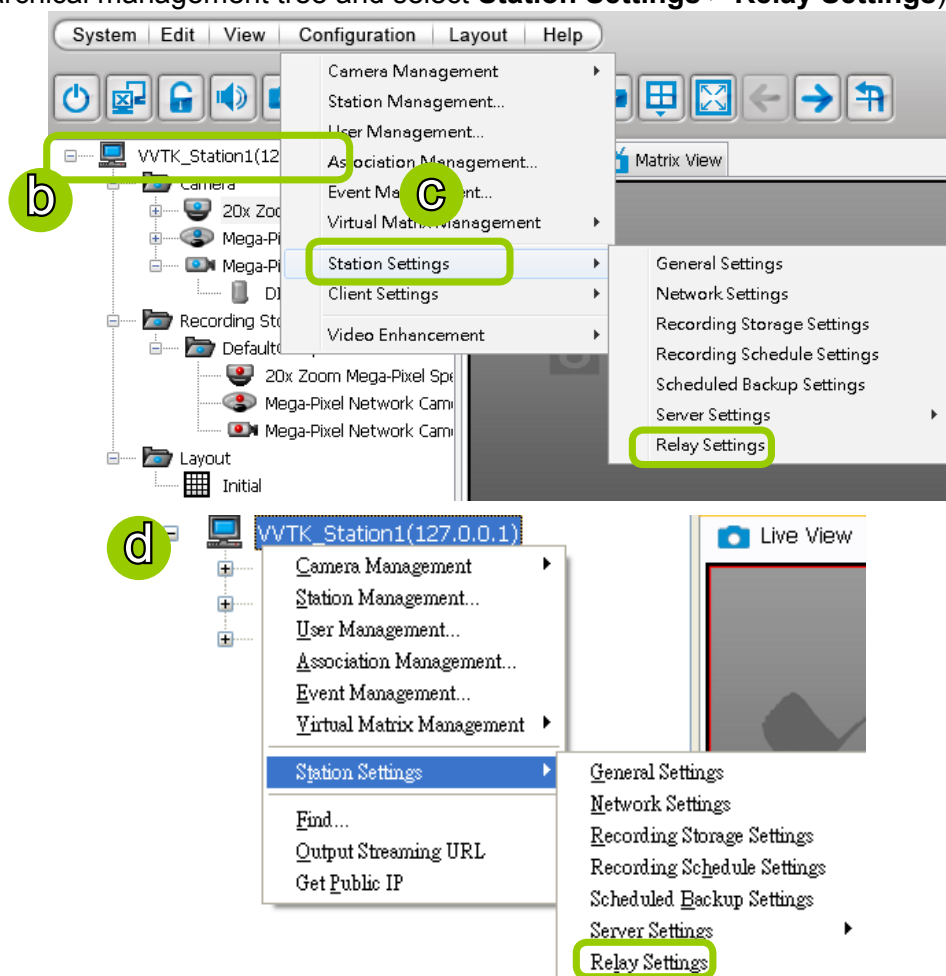 archical management tree and select Station Settings > Relay Settings)
System Edit View Configuration Layout Help
Camera Management
Station Management...
User Management...
Association Management...
Event Ma nt...
Virtual Matrix Management
Station Settings
Client Settings
Video Enhancement
b
c
VVTK_Station1(12
Camera
20x Zoo
Mega-Pi
Mega-Pi
DI
Recording Sto
Default
20x Zoom Mega-Pixel Spe
Mega-Pixel Network Cam
Mega-Pixel Network Cam
Layout
Initial
Matrix View
General Settings
Network Settings
Recording Storage Settings
Recording Schedule Settings
Scheduled Backup Settings
Server Settings
Relay Settings
d
VVTK_Station1(127.0.0.1)
Camera Management
Station Management...
User Management...
Association Management...
Event Management...
Virtual Matrix Management
Station Settings
Find...
Output Streaming URL
Get Public IP
Live View
General Settings
Network Settings
Recording Storage Settings
Recording Schedule Settings
Scheduled Backup Settings
Server Settings
Relay Settings